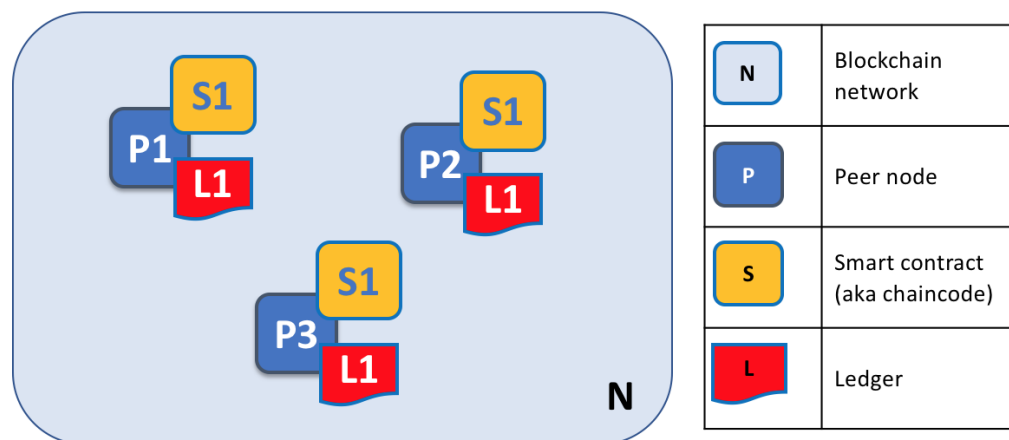 S1
P1
L1
S1
P2
L1
S1
P3
L1
N
N
Blockchain
network
P
Peer node
S
Smart contract
(aka chaincode)
L
Ledger